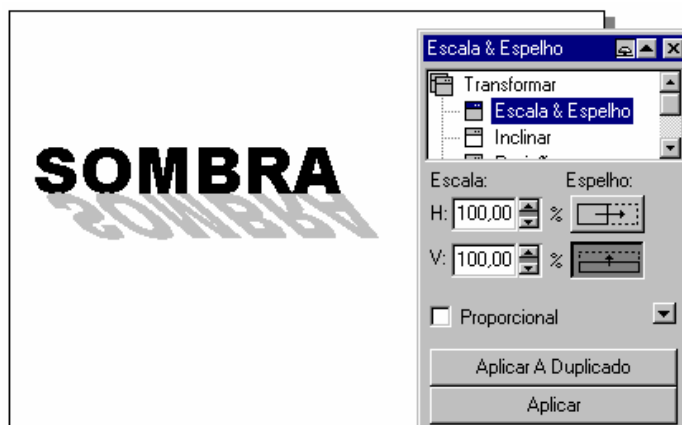 SOMBRA
SOMBRA
Escala & Espelho
Transformar
Escala & Espelho
Inclinar
Escala: Espelho:
H: 100,00 %
V: 100,00 %
Proporcional
Aplicar A Duplicado
Aplicar